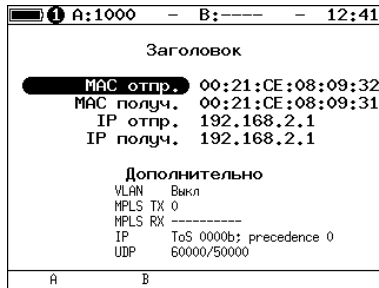 1 A:1000 – B:---- – 12:41
Заголовок
MAC отпр. 00:21:CE:08:09:32
MAC получ. 00:21:CE:08:09:31
IP отпр. 192.168.2.1
IP получ. 192.168.2.1
Дополнительно
VLAN Выкл
MPLS TX 0
MPLS RX ----------
IP ToS 0000b; precedence 0
UDP 60000/50000
A B